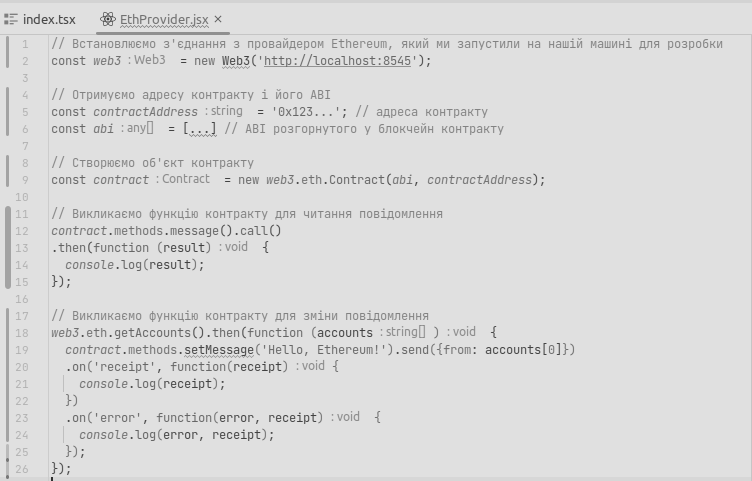 index.tsx EthProvider.jsx ×
1 // Встановлюємо з'єднання з провайдером Ethereum, який ми запустили на нашій машині для розробки
2 const web3 : Web3 = new Web3('http://localhost:8545');
3
4 // Отримуємо адресу контракту і його ABI
5 const contractAddress : string = '0x123...'; // адреса контракту
6 const abi : any[] = [...] // ABI розгорнутого у блокчейн контракту
7
8 // Створюємо об'єкт контракту
9 const contract : Contract = new web3.eth.Contract(abi, contractAddress);
10
11 // Викликаємо функцію контракту для читання повідомлення
12 contract.methods.message().call()
13 .then(function (result) : void {
14 console.log(result);
15 });
16
17 // Викликаємо функцію контракту для зміни повідомлення
18 web3.eth.getAccounts().then(function (accounts : string[] ) : void {
19 contract.methods.setMessage('Hello, Ethereum!').send({from: accounts[0]})
20 .on('receipt', function(receipt) : void {
21 console.log(receipt);
22 })
23 .on('error', function(error, receipt) : void {
24 console.log(error, receipt);
25 });
26 });